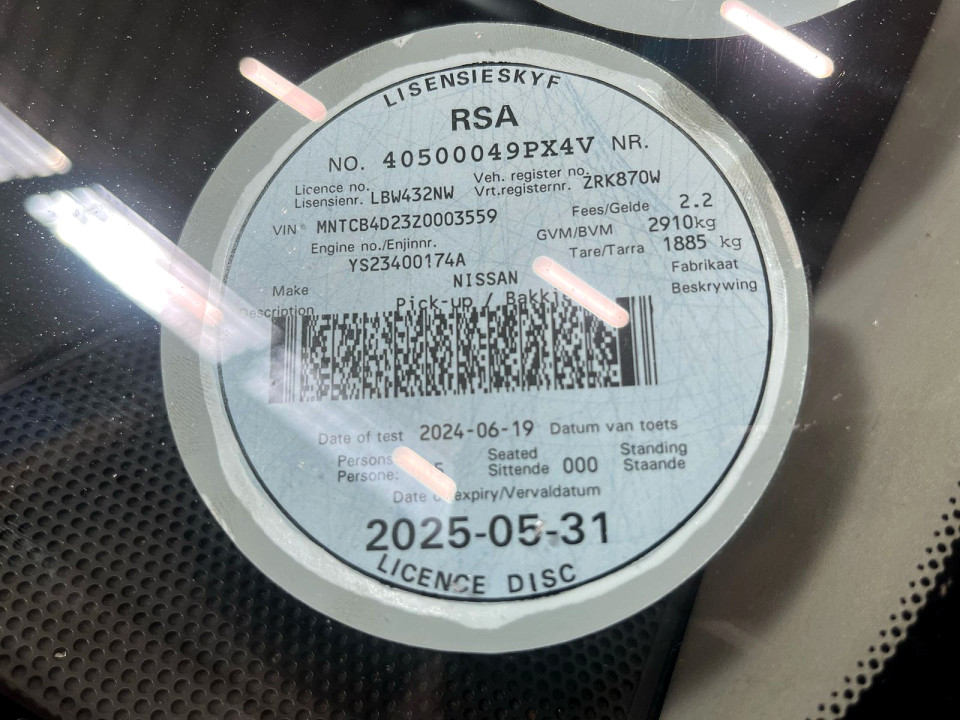 LISENSIESKYF
RSA
NO. 40500049PX4V NR.
Licence no. Lisensienr. LBW432NW Veh. register no. Vrt.registernr. ZRK870W
VIN MNTCB4D23Z0003559 Fees/Gelde 2.2
Engine no./Enjinnr. GVM/BVM 2910kg
YS23400174A Tare/Tarra 1885 kg
Make NISSAN Fabrikaat
Description Pick-up / Bakkie Beskrywing
Date of test 2024-06-19 Datum van toets
Persons Persone: 5 Seated Sittende 000 Standing Staande
Date of expiry/Vervaldatum
2025-05-31
LICENCE DISC